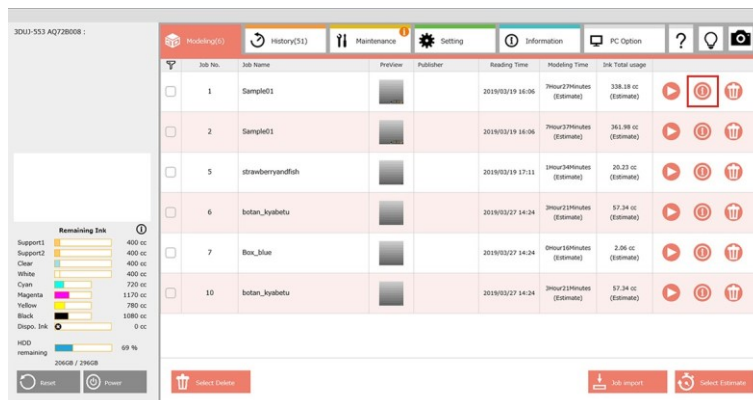 3DUJ-553 AQ72B008 :
Modeling(6)
History(51)
Maintenance
Setting
Information
PC Option
Job No. Job Name PreView Publisher Reading Time Modeling Time Ink Total usage
1 Sample01 2019/03/19 16:06 7Hour27Minutes (Estimate) 338.18 cc (Estimate)
2 Sample01 2019/03/19 16:06 7Hour37Minutes (Estimate) 361.98 cc (Estimate)
5 strawberryandfish 2019/03/19 17:11 1Hour34Minutes (Estimate) 20.23 cc (Estimate)
6 botan_kyabetu 2019/03/27 14:24 3Hour21Minutes (Estimate) 57.34 cc (Estimate)
7 Box_blue 2019/03/27 14:24 0Hour16Minutes (Estimate) 2.06 cc (Estimate)
10 botan_kyabetu 2019/03/27 14:24 3Hour21Minutes (Estimate) 57.34 cc (Estimate)
Remaining Ink
Support1 400 cc
Support2 400 cc
Clear 400 cc
White 400 cc
Cyan 720 cc
Magenta 1170 cc
Yellow 780 cc
Black 1080 cc
Dispo. Ink 0 cc
HDD remaining 69 %
206GB / 296GB
Reset
Power
Select Delete
Job import
Select Estimate